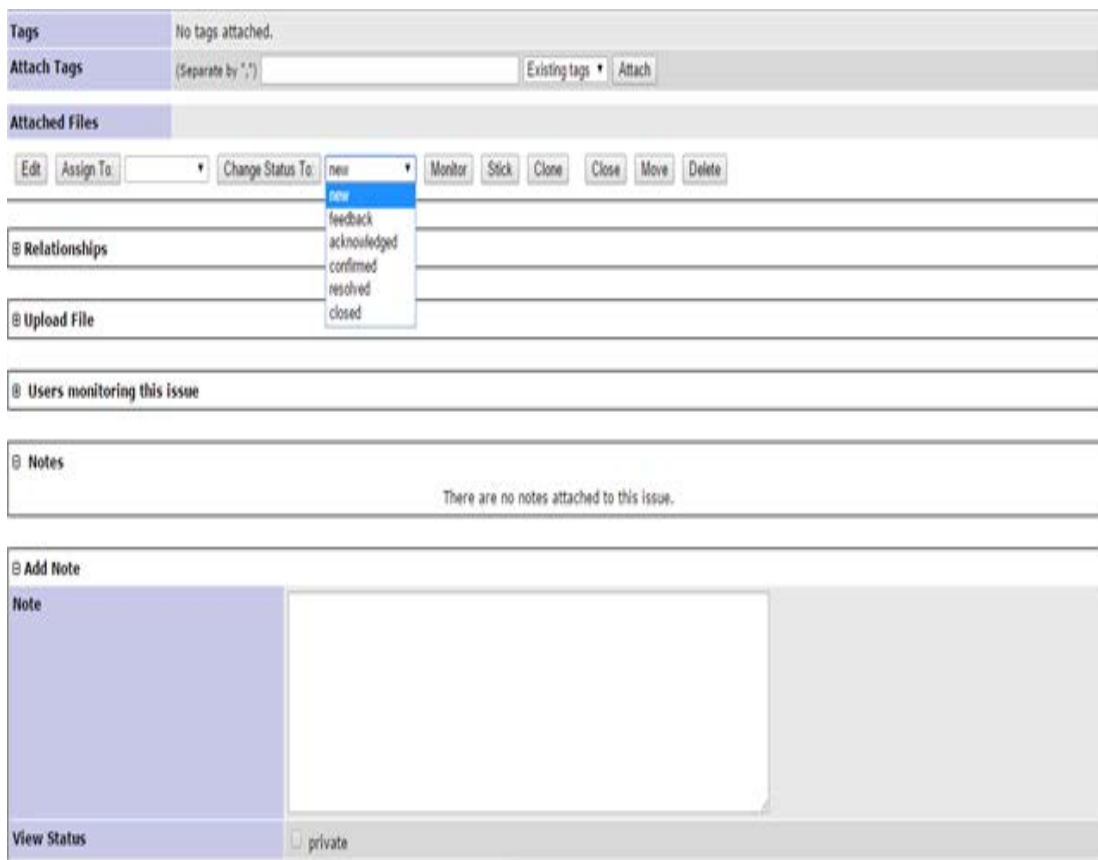 Tags No tags attached.
Attach Tags (Separate by ",") Existing tags Attach
Attached Files
Edit Assign To: Change Status To: new Monitor Stick Clone Close Move Delete
new
feedback
acknowledged
confirmed
resolved
closed
Relationships
Upload File
Users monitoring this issue
Notes
There are no notes attached to this issue.
Add Note
Note
View Status private